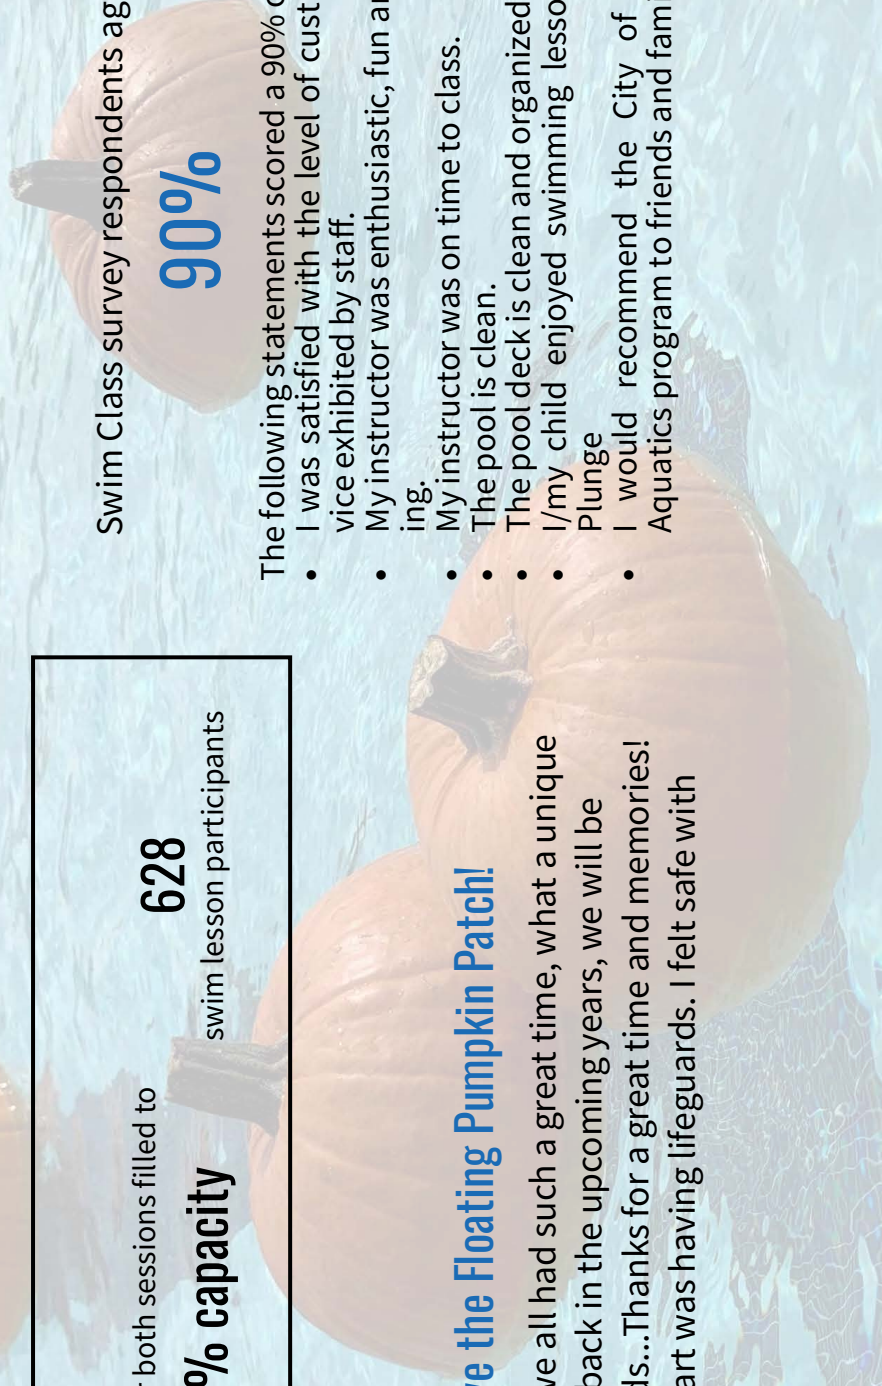 both sessions filled to
% capacity
628
swim lesson participants
the Floating Pumpkin Patch!
we all had such a great time, what a unique
back in the upcoming years, we will be
ds...Thanks for a great time and memories!
art was having lifeguards. I felt safe with
Swim Class survey respondents ag
90%
The following statements scored a 90%
• I was satisfied with the level of cust
vice exhibited by staff.
• My instructor was enthusiastic, fun
ing.
• My instructor was on time to class.
• The pool is clean.
• The pool deck is clean and organized
• I/my child enjoyed swimming lesso
Plunge
• I would recommend the City of
Aquatics program to friends and fami